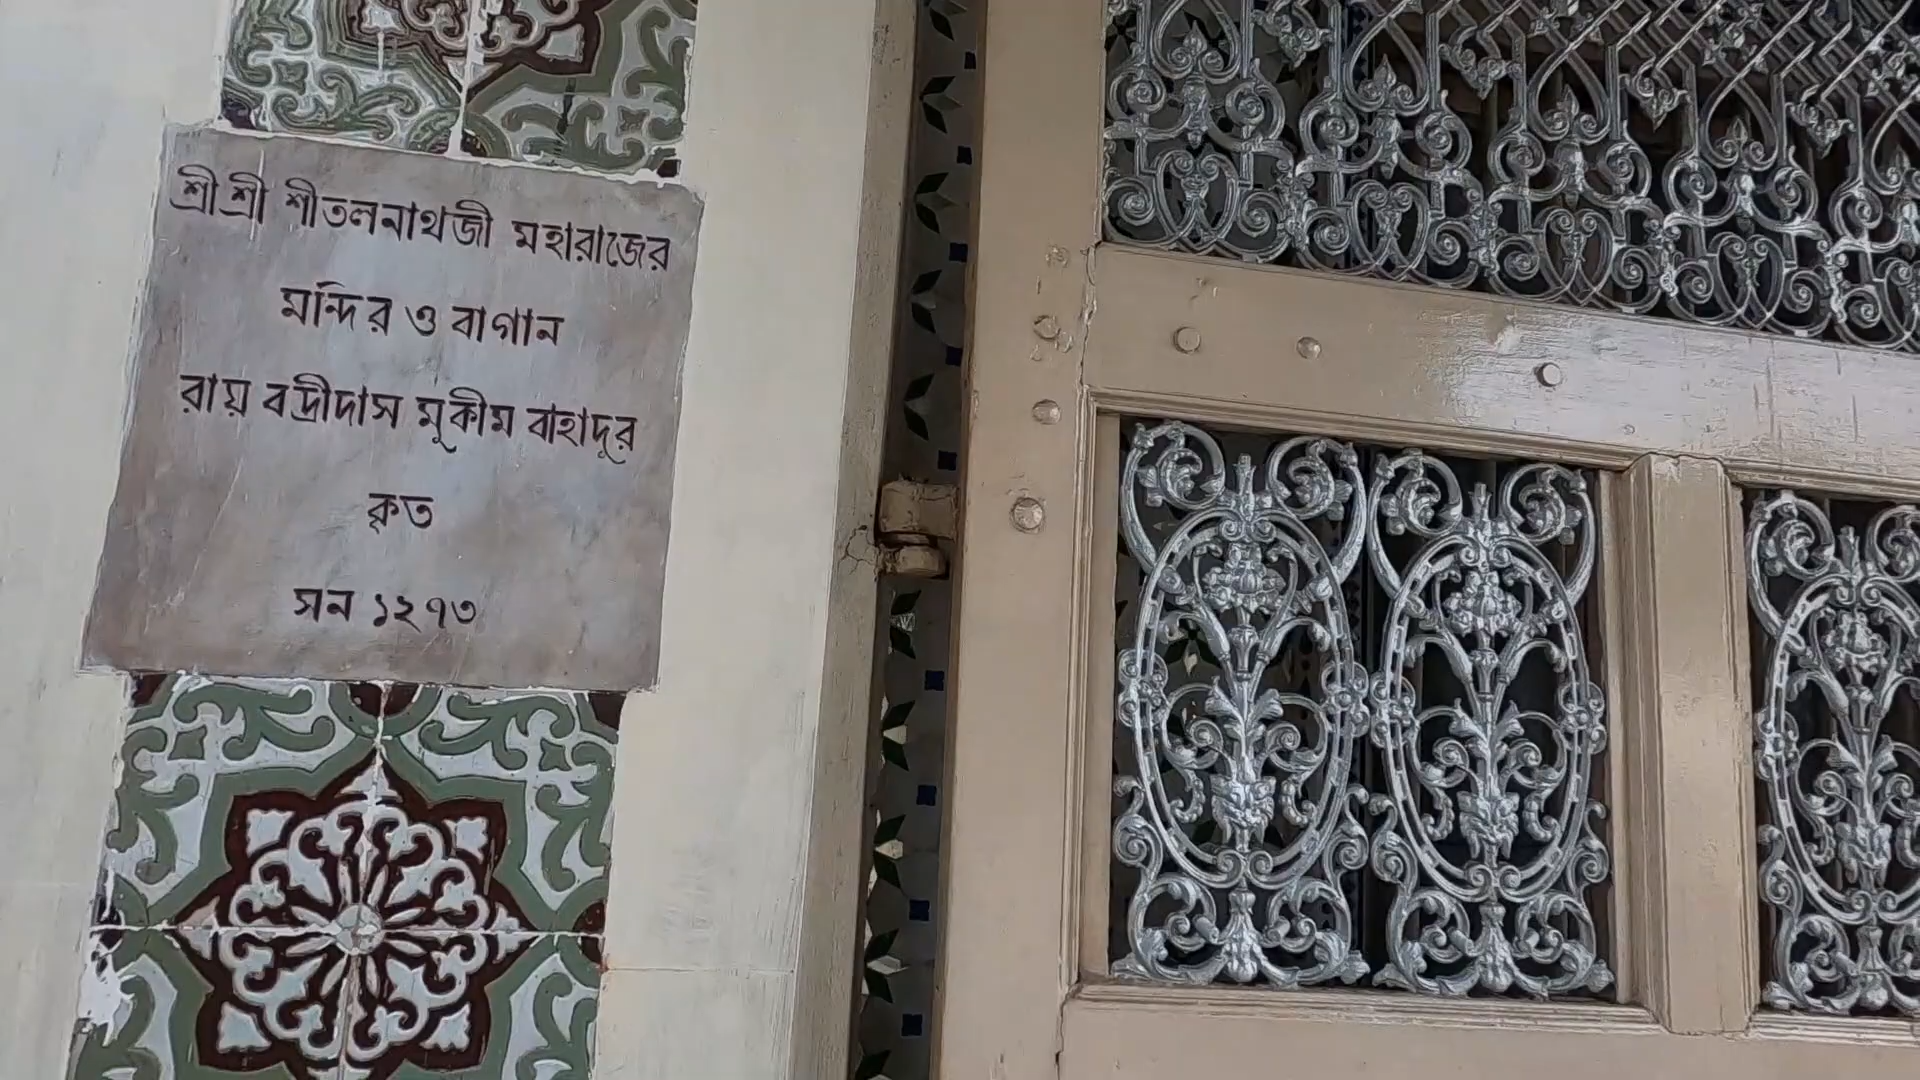 শ্রীশ্রী শীতলনাথজী মহারাজের
মন্দির ও বাগান
রায় বদ্রীদাস মুকীম বাহাদুর
কৃত
সন ১২৭৩